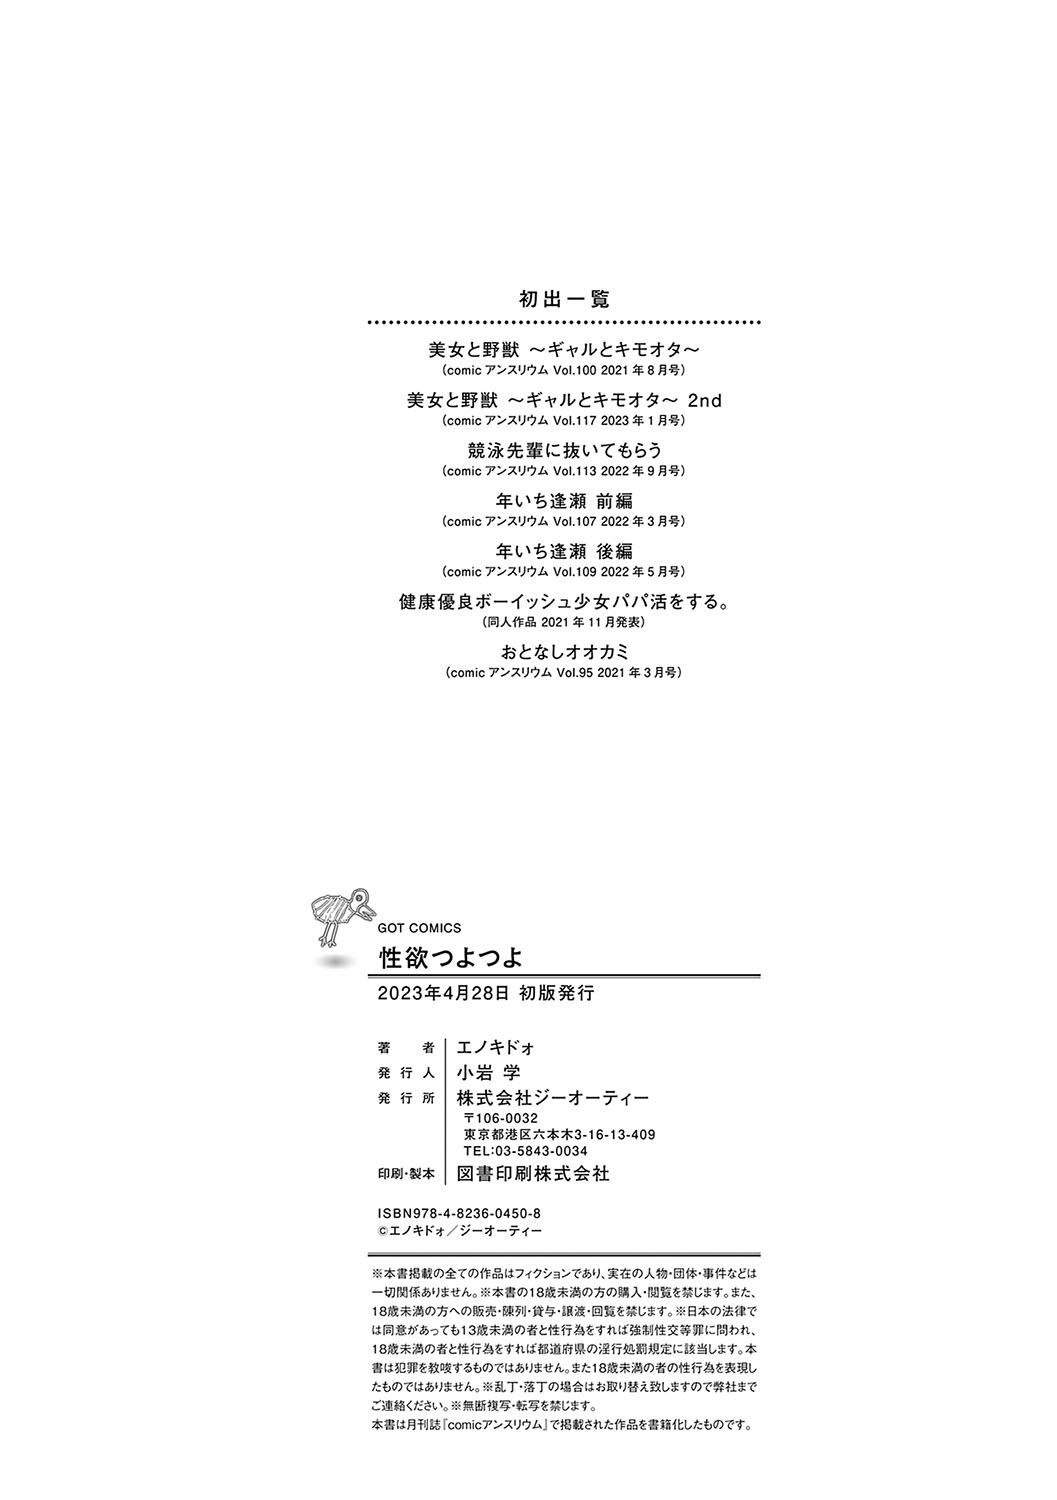 初出一覧
美女と野獣 ～ギャルとキモオタ～
（comic アンスリウム Vol.100 2021 年 8 月号）
美女と野獣 ～ギャルとキモオタ～ 2nd
（comic アンスリウム Vol.117 2023 年 1 月号）
競泳先輩に抜いてもらう
（comic アンスリウム Vol.113 2022 年 9 月号）
年いち逢瀬 前編
（comic アンスリウム Vol.107 2022 年 3 月号）
年いち逢瀬 後編
（comic アンスリウム Vol.109 2022 年 5 月号）
健康優良ボーイッシュ少女パパ活をする。
（同人作品 2021 年 11 月発表）
おとなしオオカミ
（comic アンスリウム Vol.95 2021 年 3 月号）
GOT COMICS
性欲つよつよ
2023年4月28日 初版発行
著者 エノキドォ
発行人 小岩 学
発行所 株式会社ジーオーティー
〒106-0032
東京都港区六本木3-16-13-409
TEL:03-5843-0034
印刷・製本 図書印刷株式会社
ISBN978-4-8236-0450-8
©エノキドォ／ジーオーティー
※本書掲載の全ての作品はフィクションであり、実在の人物・団体・事件などは
一切関係ありません。※本書の18歳未満の方の購入・閲覧を禁じます。また、
18歳未満の方への販売・陳列・貸与・譲渡・回覧を禁じます。※日本の法律で
は同意があっても13歳未満の者と性行為をすれば強制性交等罪に問われ、
18歳未満の者と性行為をすれば都道府県の淫行処罰規定に該当します。本
書は犯罪を教唆するものではありません。また18歳未満の者の性行為を表現し
たものではありません。※乱丁・落丁の場合はお取り替え致しますので弊社まで
ご連絡ください。※無断複写・転写を禁じます。
本書は月刊誌『comicアンスリウム』で掲載された作品を書籍化したものです。